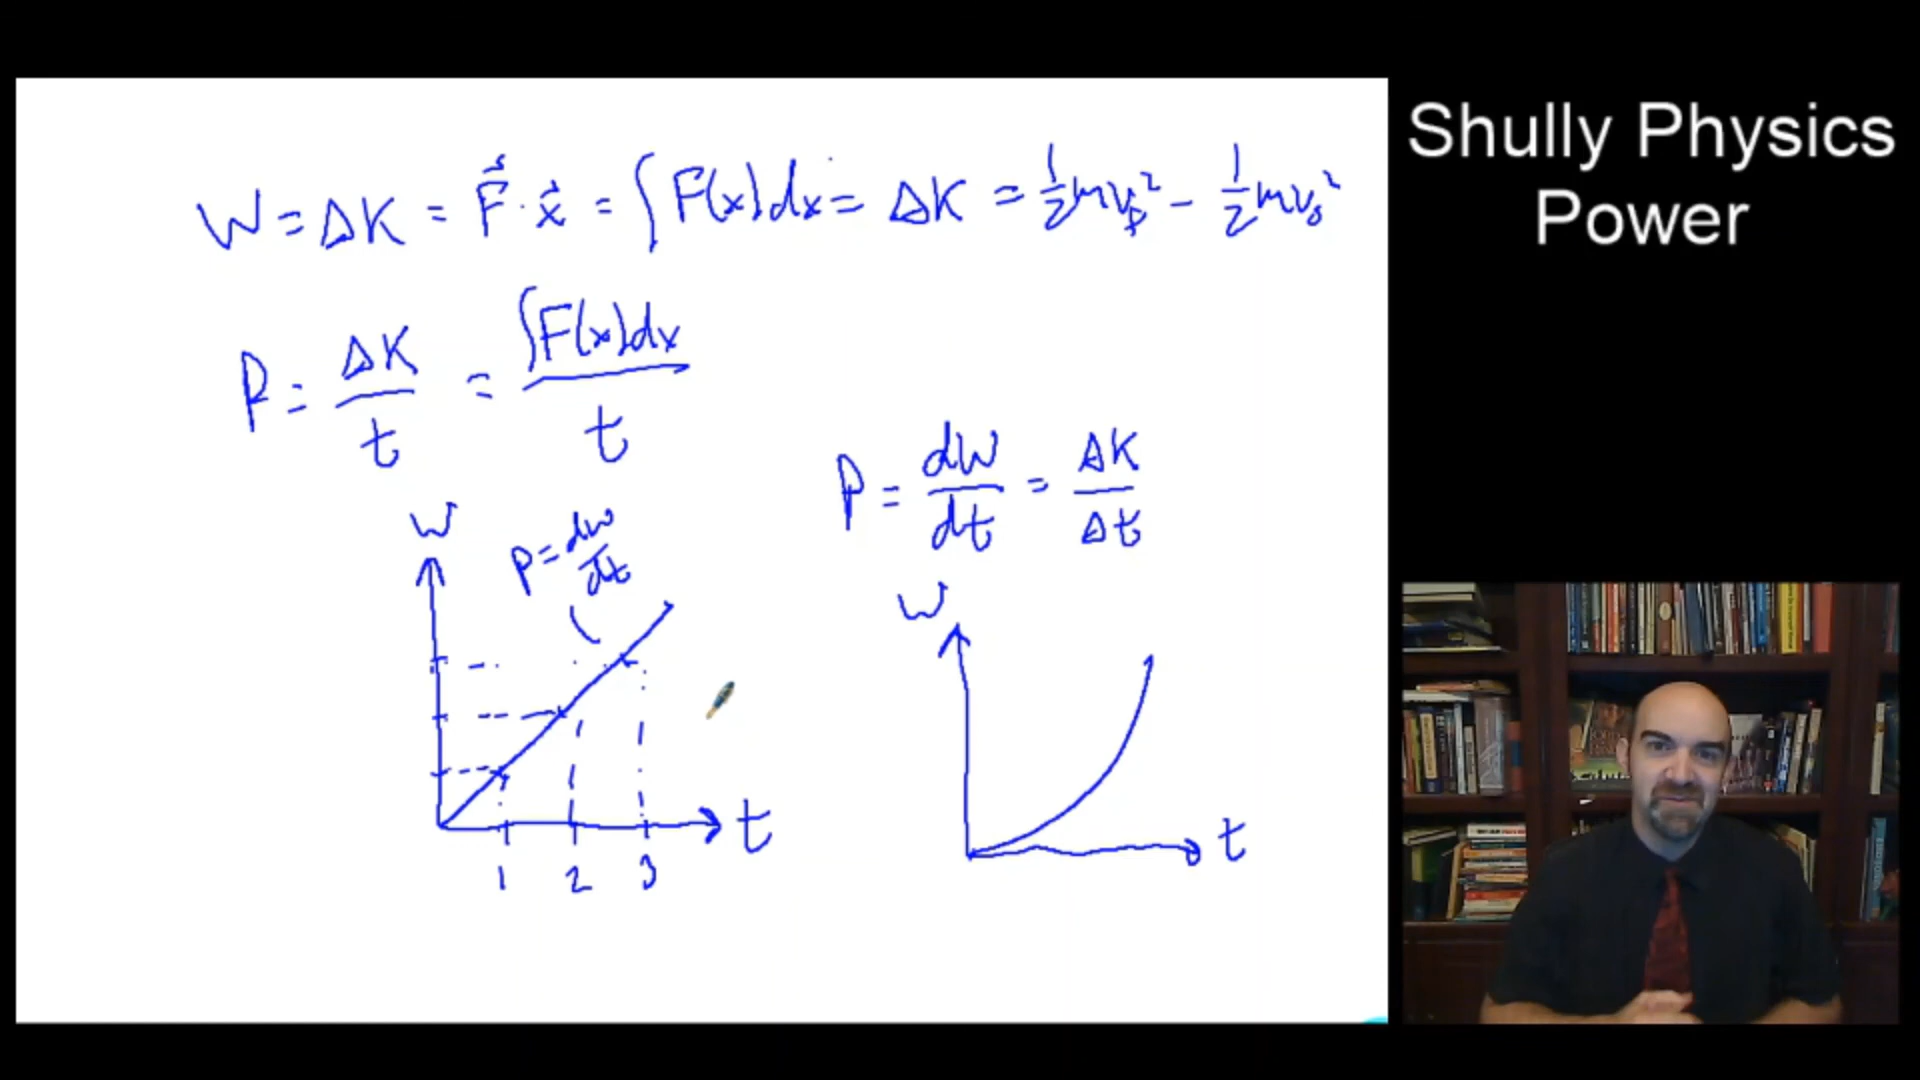 Shully Physics
Power
W = ΔK = F⃗ · x⃗ = ∫ F(x) dx = ΔK = ½mv_f² - ½mv₀²
P = ΔK/t = ∫F(x)dx/t
P = dW/dt = ΔK/Δt
W
P = dW/dt
t
1 2 3
W
t